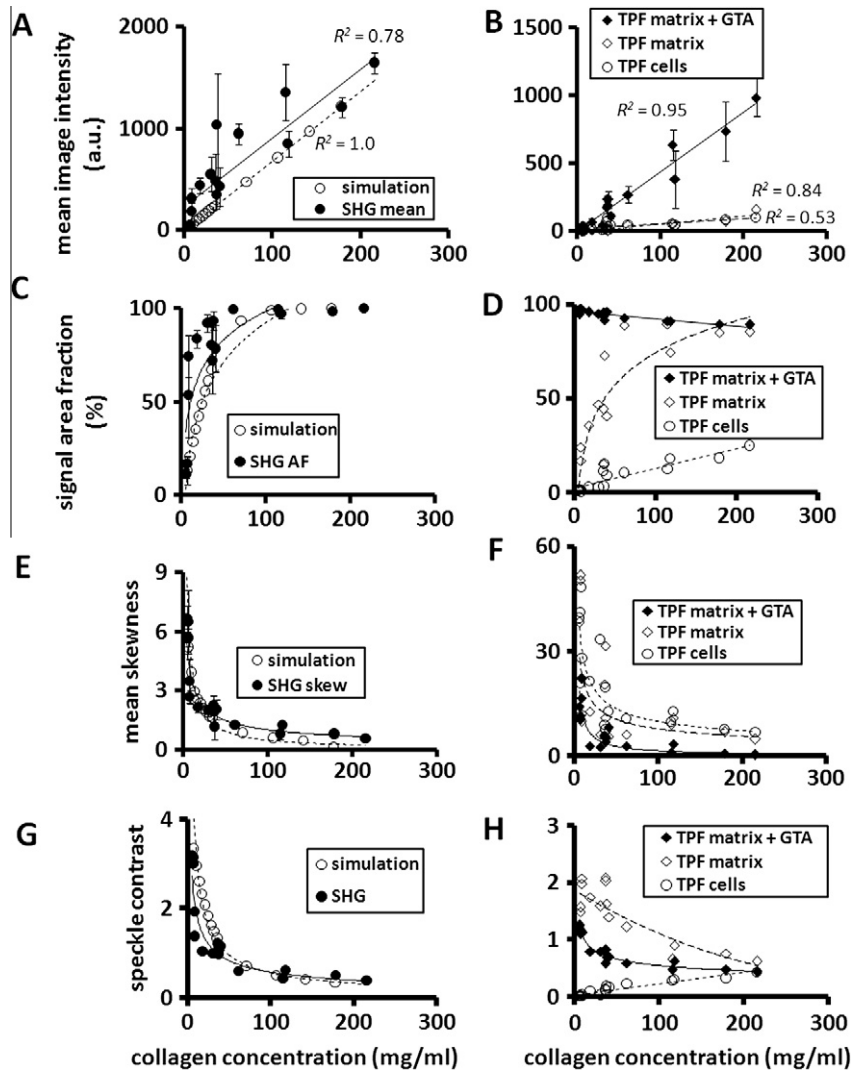 A
mean image intensity
(a.u.)
2000
1000
0
R² = 0.78
R² = 1.0
simulation
SHG mean
0 100 200 300
B
TPF matrix + GTA
TPF matrix
TPF cells
1500
1000
500
0
R² = 0.95
R² = 0.84
R² = 0.53
0 100 200 300
C
signal area fraction
(%)
100
50
0
simulation
SHG AF
0 100 200 300
D
100
50
0
TPF matrix + GTA
TPF matrix
TPF cells
0 100 200 300
E
mean skewness
9
6
3
0
simulation
SHG skew
0 100 200 300
F
60
30
0
TPF matrix + GTA
TPF matrix
TPF cells
0 100 200 300
G
speckle contrast
4
2
0
simulation
SHG
0 100 200 300
collagen concentration (mg/ml)
H
3
2
1
0
TPF matrix + GTA
TPF matrix
TPF cells
0 100 200 300
collagen concentration (mg/ml)